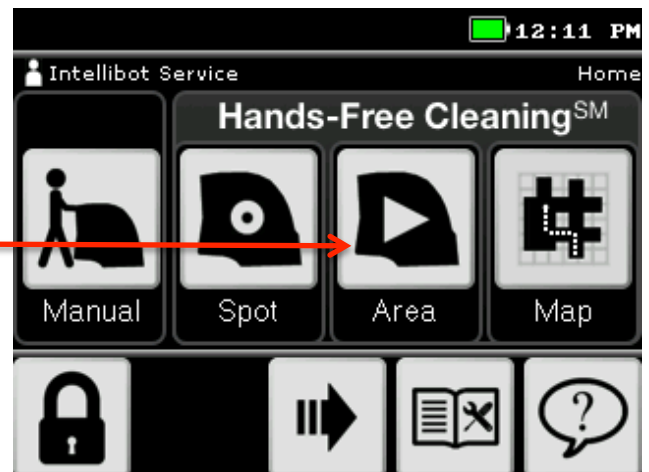 12:11 PM
Intellibot Service Home
Hands-Free Cleaning℠
Manual Spot Area Map
?